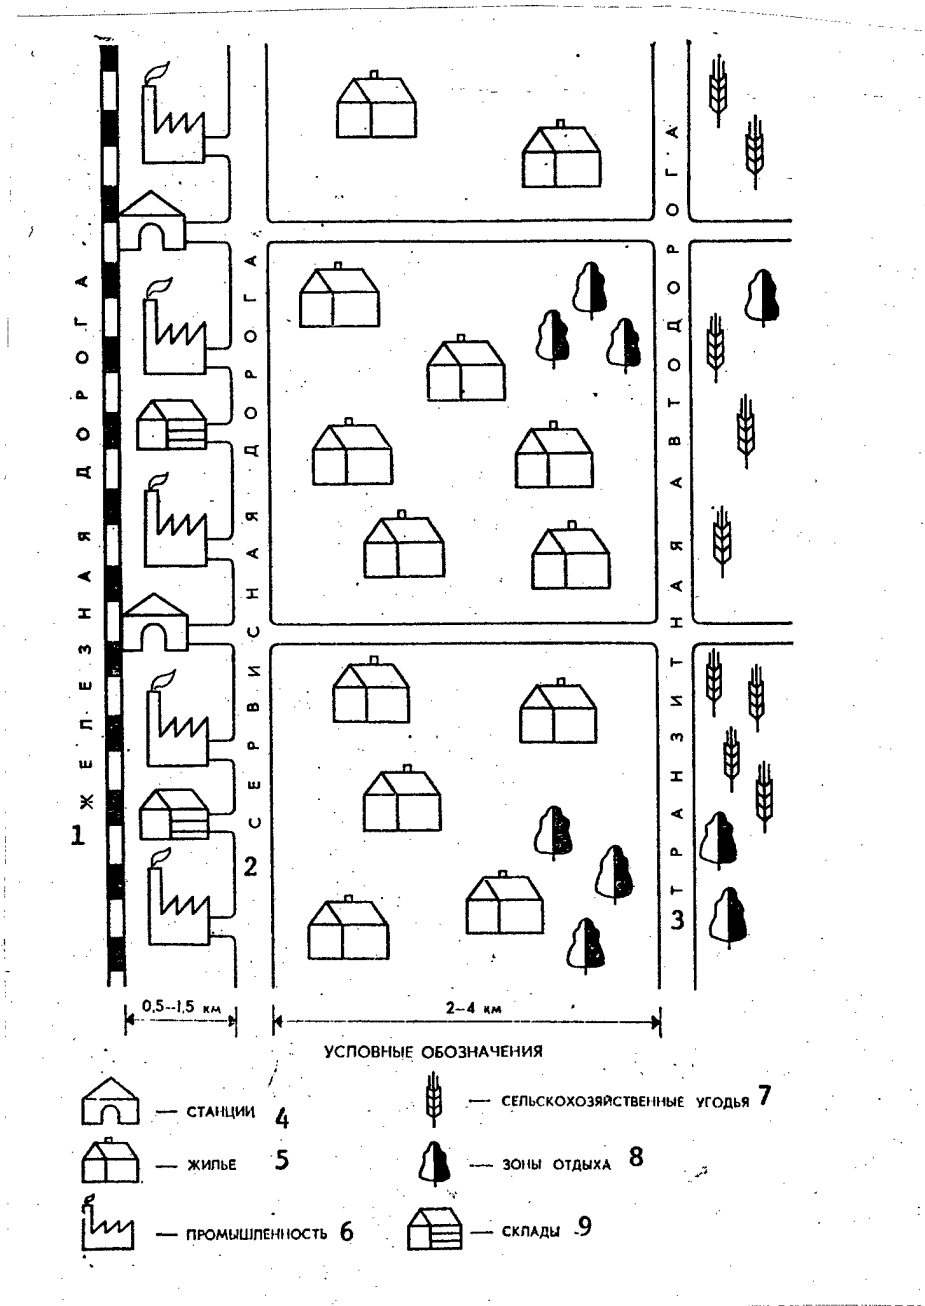 ЖЕЛЕЗНАЯ ДОРОГА
1
СЕРВИСНАЯ ДОРОГА
2
ТРАНЗИТНАЯ АВТОДОРОГА
3
0,5–1,5 км
2–4 км
УСЛОВНЫЕ ОБОЗНАЧЕНИЯ
— СТАНЦИИ 4
— ЖИЛЬЕ 5
— ПРОМЫШЛЕННОСТЬ 6
— СЕЛЬСКОХОЗЯЙСТВЕННЫЕ УГОДЬЯ 7
— ЗОНЫ ОТДЫХА 8
— СКЛАДЫ 9